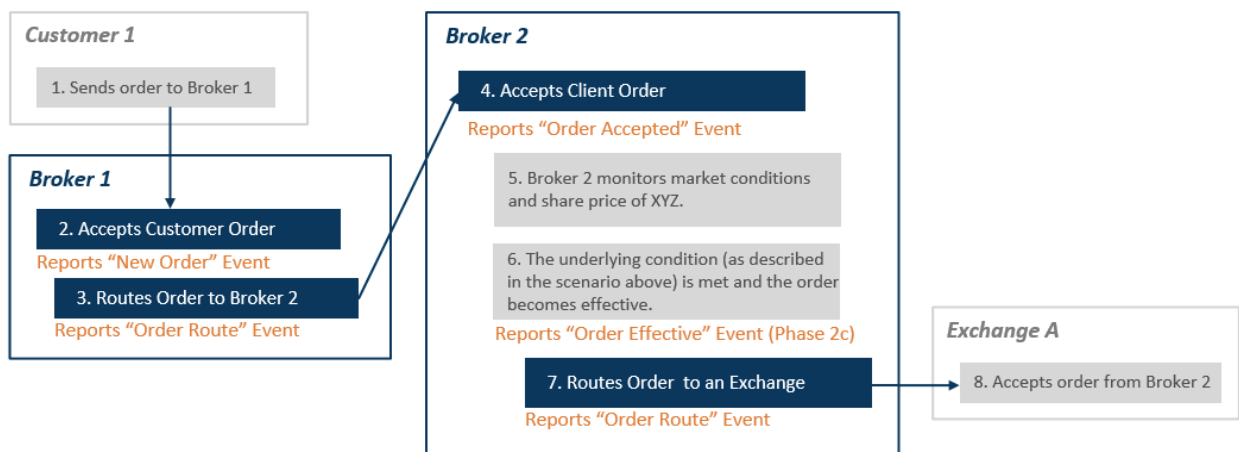 Customer 1
1. Sends order to Broker 1
Broker 1
2. Accepts Customer Order
Reports “New Order” Event
3. Routes Order to Broker 2
Reports “Order Route” Event
Broker 2
4. Accepts Client Order
Reports “Order Accepted” Event
5. Broker 2 monitors market conditions
and share price of XYZ.
6. The underlying condition (as described
in the scenario above) is met and the order
becomes effective.
Reports “Order Effective” Event (Phase 2c)
7. Routes Order to an Exchange
Reports “Order Route” Event
Exchange A
8. Accepts order from Broker 2